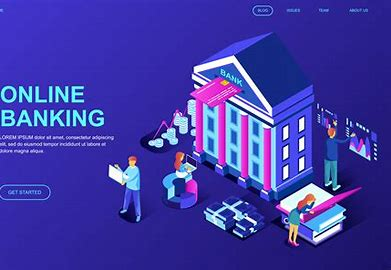 BLOG ISSUES TEAM ABOUT US
BANK
ONLINE
BANKING
LOREM IPSUM dolor sit amet, consectetur adipiscing
elit, sed do eiusmod tempor incididunt ut labore et
dolore magna aliqua.
GET STARTED